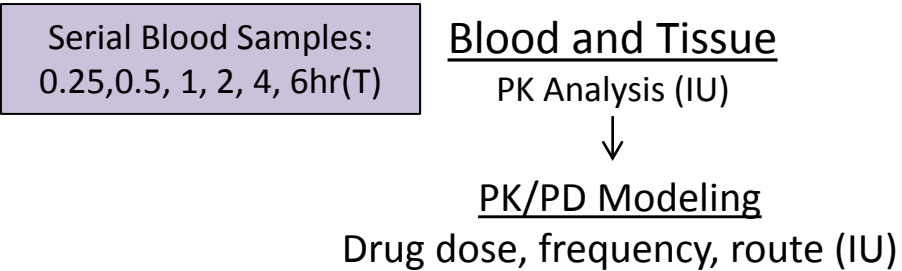 Serial Blood Samples:
0.25,0.5, 1, 2, 4, 6hr(T)
Blood and Tissue
PK Analysis (IU)
PK/PD Modeling
Drug dose, frequency, route (IU)